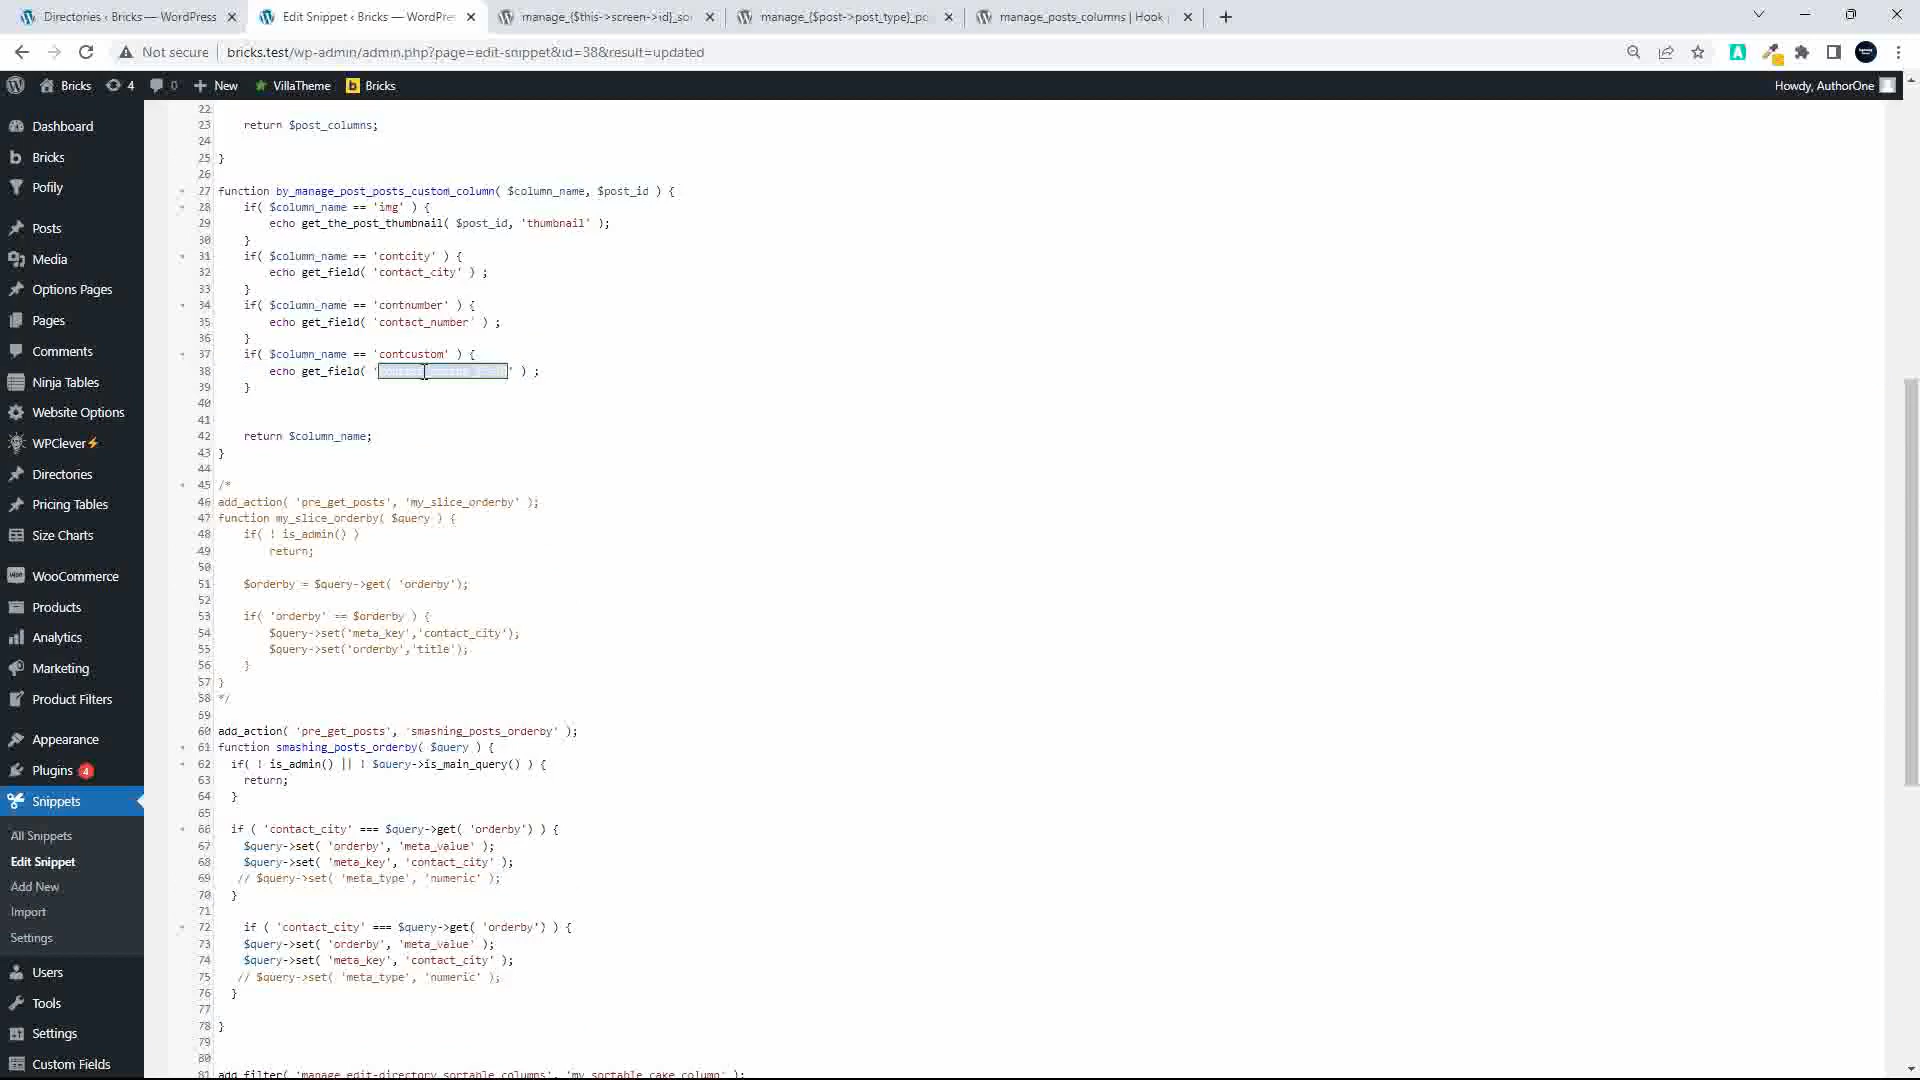 Directories ‹ Bricks — WordPress
Edit Snippet ‹ Bricks — WordPre
manage_{$this->screen->id}_so
manage_{$post->post_type}_po
manage_posts_columns | Hook
Not secure
bricks.test/wp-admin/admin.php?page=edit-snippet&id=38&result=updated
Bricks
4
0
New
VillaTheme
Bricks
Howdy, AuthorOne
Dashboard
Bricks
Pofily
Posts
Media
Options Pages
Pages
Comments
Ninja Tables
Website Options
WPClever⚡
Directories
Pricing Tables
Size Charts
WooCommerce
Products
Analytics
Marketing
Product Filters
Appearance
Plugins 4
Snippets
All Snippets
Edit Snippet
Add New
Import
Settings
Users
Tools
Settings
Custom Fields
22
23 return $post_columns;
24
25 }
26
27 function by_manage_post_posts_custom_column( $column_name, $post_id ) {
28 if( $column_name == 'img' ) {
29 echo get_the_post_thumbnail( $post_id, 'thumbnail' );
30 }
31 if( $column_name == 'contcity' ) {
32 echo get_field( 'contact_city' ) ;
33 }
34 if( $column_name == 'contnumber' ) {
35 echo get_field( 'contact_number' ) ;
36 }
37 if( $column_name == 'contcustom' ) {
38 echo get_field( ' ' ) ;
39 }
40
41
42 return $column_name;
43 }
44
45 /*
46 add_action( 'pre_get_posts', 'my_slice_orderby' );
47 function my_slice_orderby( $query ) {
48 if( ! is_admin() )
49 return;
50
51 $orderby = $query->get( 'orderby');
52
53 if( 'orderby' == $orderby ) {
54 $query->set('meta_key','contact_city');
55 $query->set('orderby','title');
56 }
57 }
58 */
59
60 add_action( 'pre_get_posts', 'smashing_posts_orderby' );
61 function smashing_posts_orderby( $query ) {
62 if( ! is_admin() || ! $query->is_main_query() ) {
63 return;
64 }
65
66 if ( 'contact_city' === $query->get( 'orderby') ) {
67 $query->set( 'orderby', 'meta_value' );
68 $query->set( 'meta_key', 'contact_city' );
69 // $query->set( 'meta_type', 'numeric' );
70 }
71
72 if ( 'contact_city' === $query->get( 'orderby') ) {
73 $query->set( 'orderby', 'meta_value' );
74 $query->set( 'meta_key', 'contact_city' );
75 // $query->set( 'meta_type', 'numeric' );
76 }
77
78 }
79
80
81 add_filter( 'manage_edit-directory_sortable_columns', 'my_sortable_cake_column' );